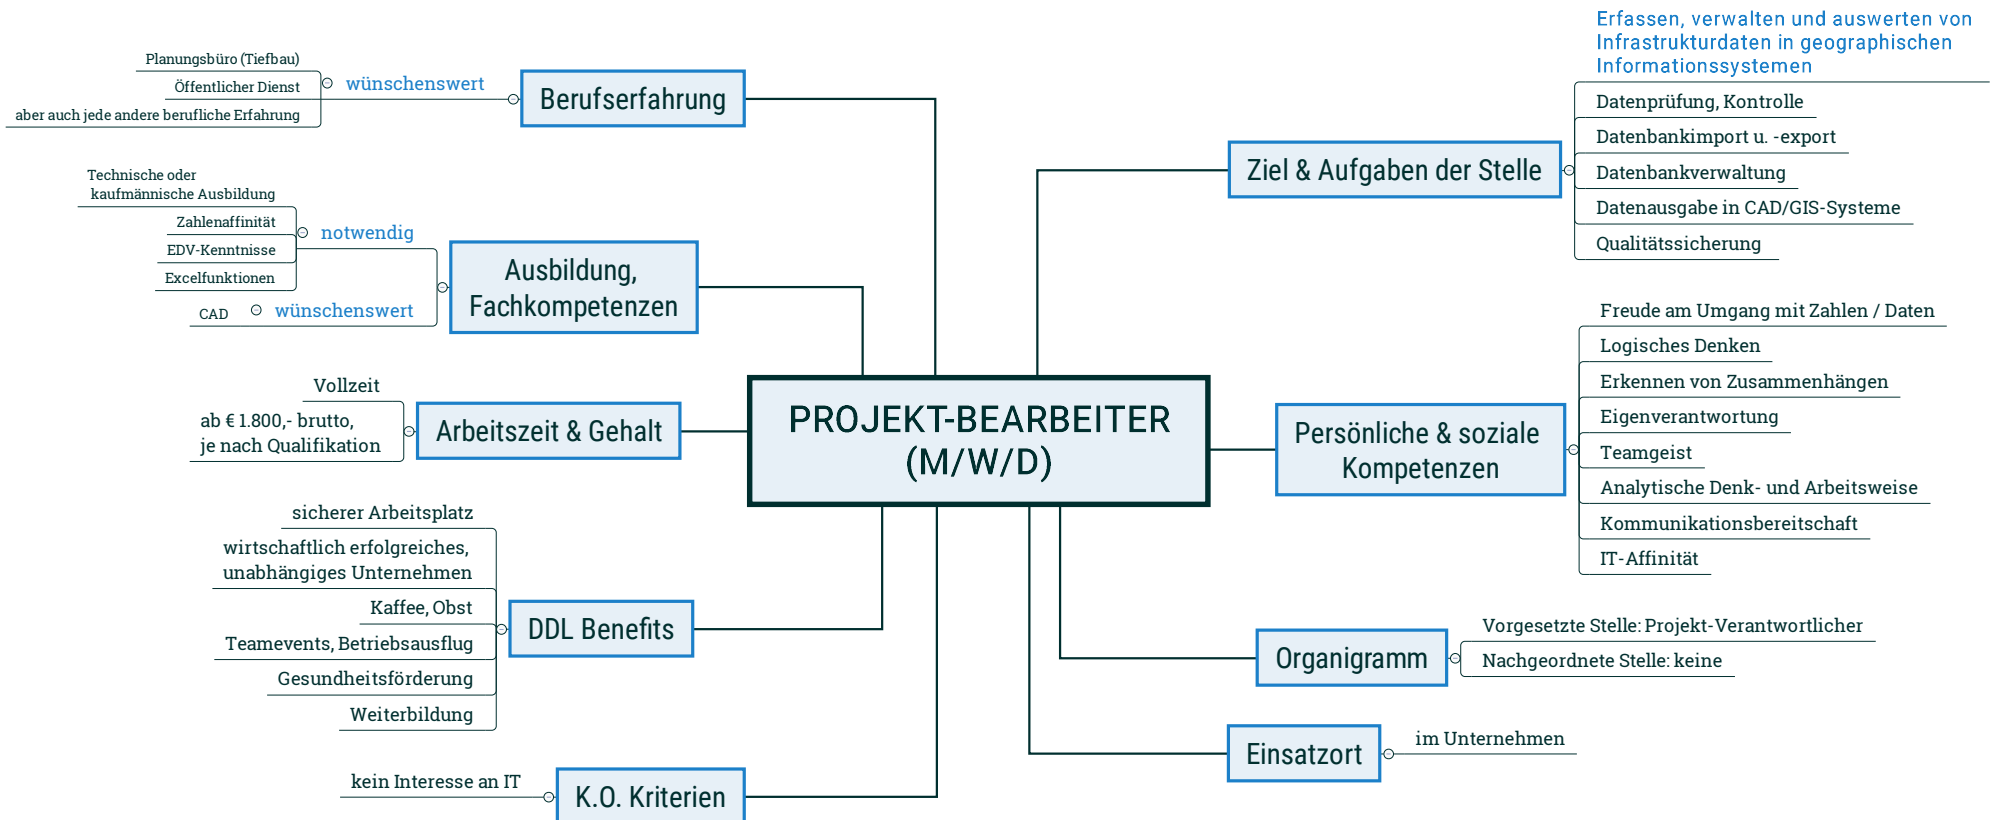 PROJEKT-BEARBEITER
(M/W/D)
Berufserfahrung
wünschenswert
Planungsbüro (Tiefbau)
Öffentlicher Dienst
aber auch jede andere berufliche Erfahrung
Ausbildung,
Fachkompetenzen
notwendig
Technische oder
kaufmännische Ausbildung
Zahlenaffinität
EDV-Kenntnisse
Excelfunktionen
wünschenswert
CAD
Arbeitszeit & Gehalt
Vollzeit
ab € 1.800,- brutto,
je nach Qualifikation
DDL Benefits
sicherer Arbeitsplatz
wirtschaftlich erfolgreiches,
unabhängiges Unternehmen
Kaffee, Obst
Teamevents, Betriebsausflug
Gesundheitsförderung
Weiterbildung
K.O. Kriterien
kein Interesse an IT
Ziel & Aufgaben der Stelle
Erfassen, verwalten und auswerten von
Infrastrukturdaten in geographischen
Informationssystemen
Datenprüfung, Kontrolle
Datenbankimport u. -export
Datenbankverwaltung
Datenausgabe in CAD/GIS-Systeme
Qualitätssicherung
Persönliche & soziale
Kompetenzen
Freude am Umgang mit Zahlen / Daten
Logisches Denken
Erkennen von Zusammenhängen
Eigenverantwortung
Teamgeist
Analytische Denk- und Arbeitsweise
Kommunikationsbereitschaft
IT-Affinität
Organigramm
Vorgesetzte Stelle: Projekt-Verantwortlicher
Nachgeordnete Stelle: keine
Einsatzort
im Unternehmen